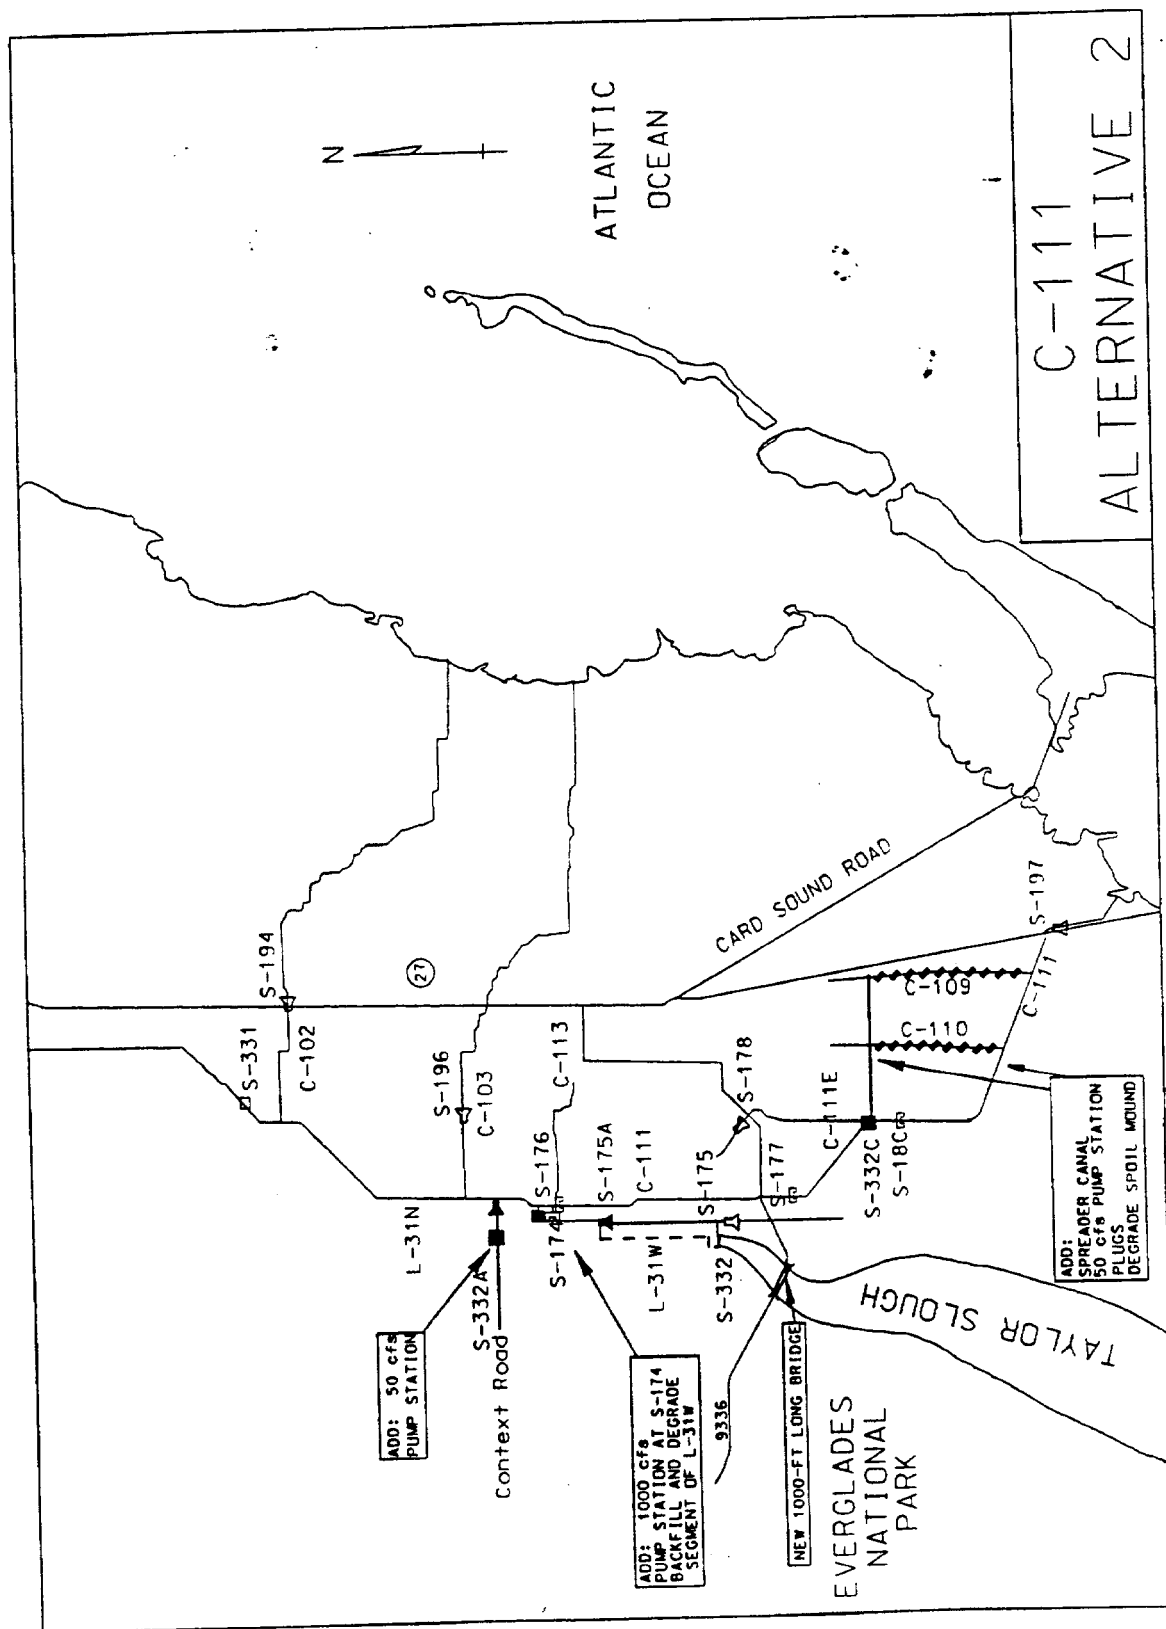 N
ATLANTIC
OCEAN
C-111
ALTERNATIVE 2
S-194
27
S-331
C-102
S-196
C-103
C-113
S-176
S-175A
C-111
S-175
S-178
S-177
C-111E
S-332C
S-18C
C-110
C-109
C-111
S-197
CARD SOUND ROAD
L-31N
S-332A
Context Road
S-174
L-31W
S-332
9336
TAYLOR SLOUGH
EVERGLADES
NATIONAL
PARK
ADD: 50 cfs
PUMP STATION
ADD: 1000 cfs
PUMP STATION AT S-174
BACKFILL AND DEGRADE
SEGMENT OF L-31W
NEW 1000-FT LONG BRIDGE
ADD:
SPREADER CANAL
50 cfs PUMP STATION
PLUGS
DEGRADE SPOIL MOUND